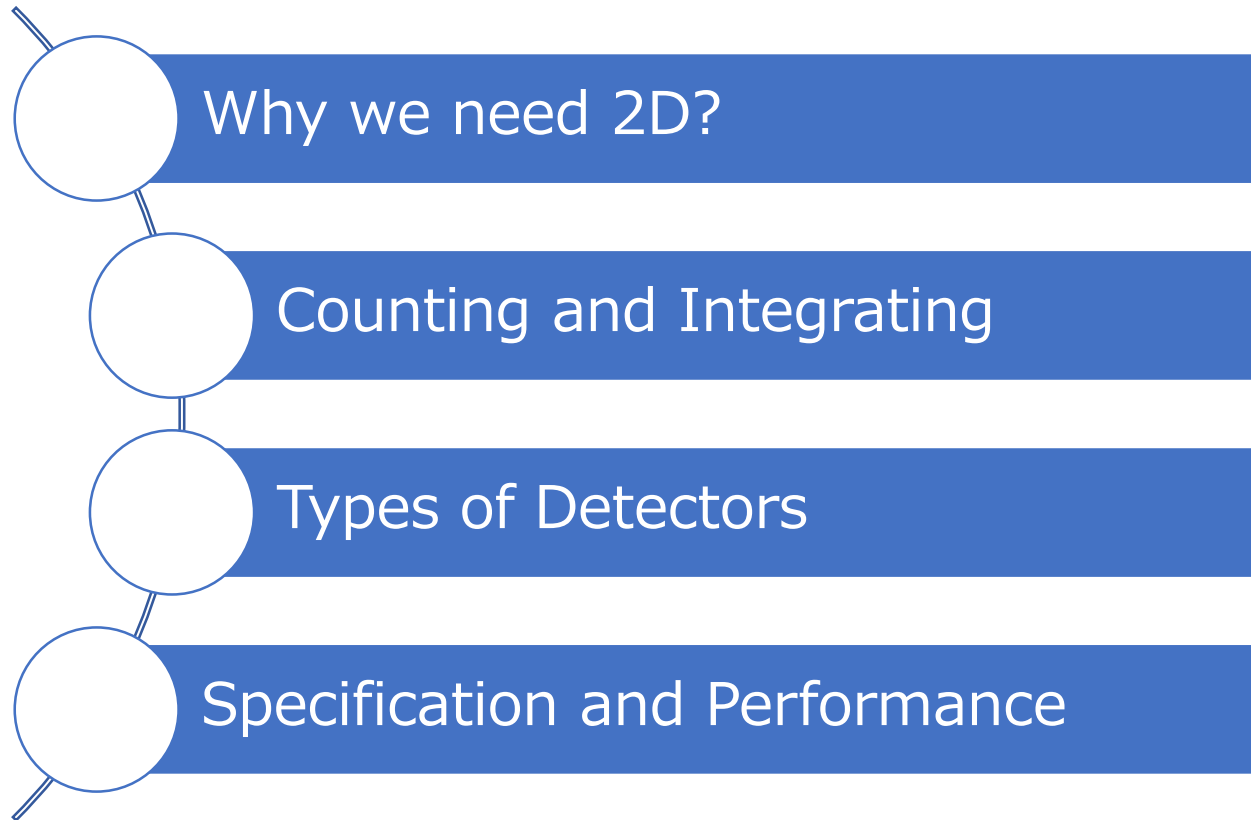 Why we need 2D?
Counting and Integrating
Types of Detectors
Specification and Performance